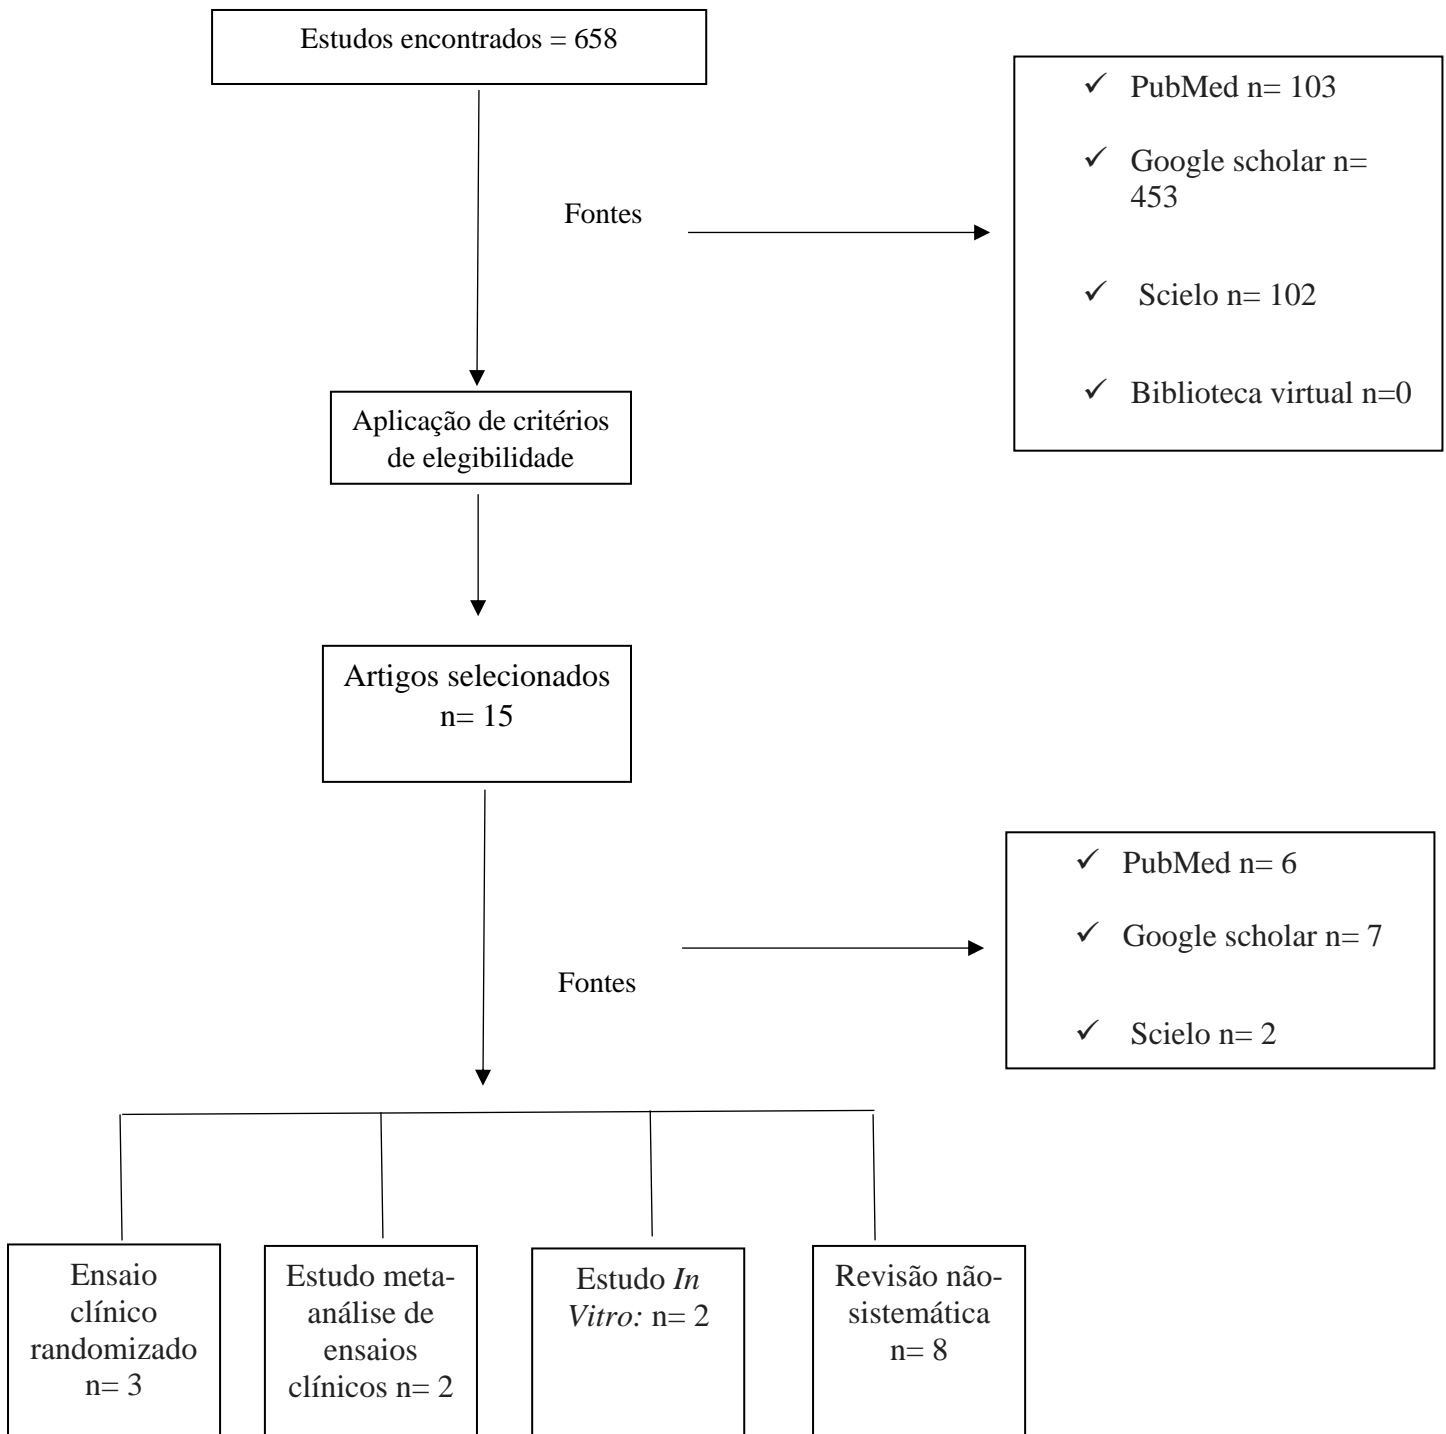 Estudos encontrados = 658
✓ PubMed n= 103
✓ Google scholar n=
453
✓ Scielo n= 102
✓ Biblioteca virtual n=0
Fontes
Aplicação de critérios
de elegibilidade
Artigos selecionados
n= 15
✓ PubMed n= 6
✓ Google scholar n= 7
✓ Scielo n= 2
Fontes
Ensaio
clínico
randomizado
n= 3
Estudo meta-
análise de
ensaios
clínicos n= 2
Estudo In
Vitro: n= 2
Revisão não-
sistemática
n= 8